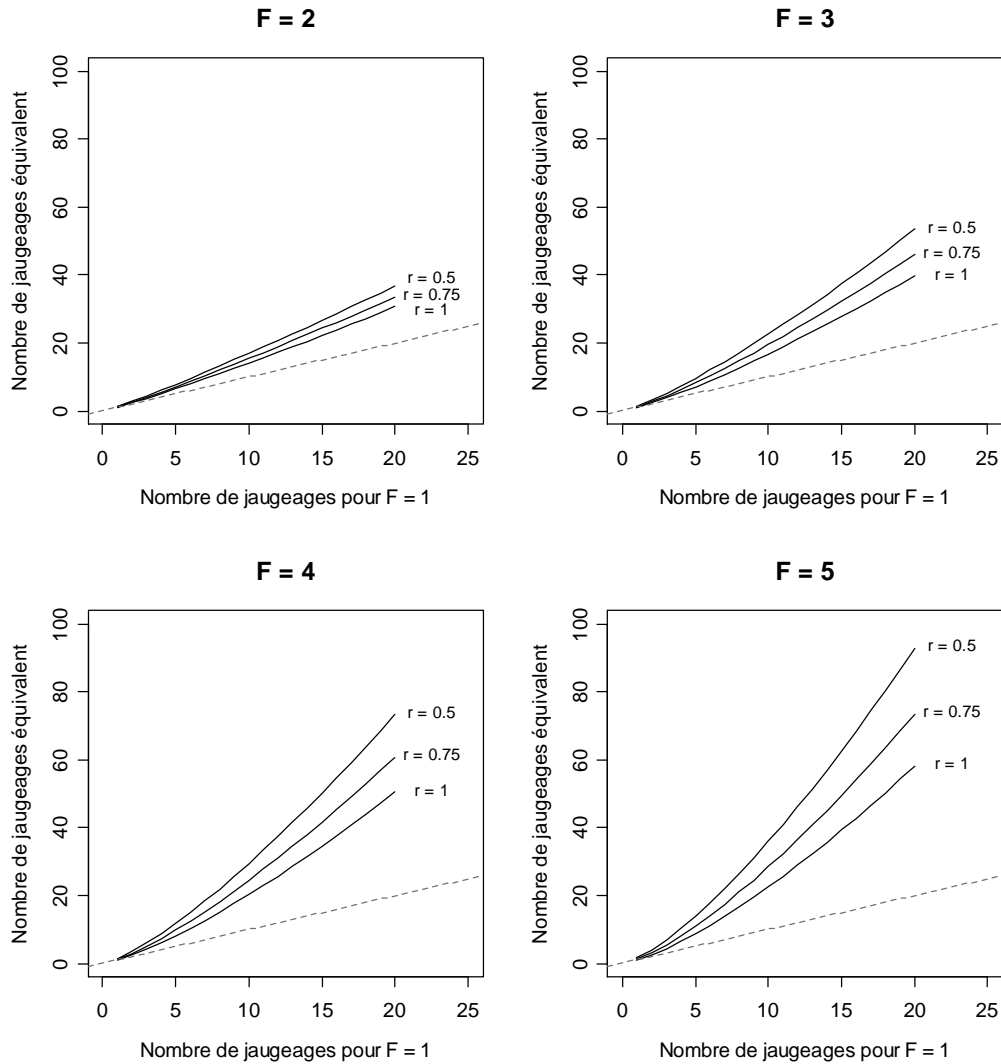 F = 2
Nombre de jaugeages équivalent
100
80
60
40
20
0
r = 0.5
r = 0.75
r = 1
0 5 10 15 20 25
Nombre de jaugeages pour F = 1
F = 3
Nombre de jaugeages équivalent
100
80
60
40
20
0
r = 0.5
r = 0.75
r = 1
0 5 10 15 20 25
Nombre de jaugeages pour F = 1
F = 4
Nombre de jaugeages équivalent
100
80
60
40
20
0
r = 0.5
r = 0.75
r = 1
0 5 10 15 20 25
Nombre de jaugeages pour F = 1
F = 5
Nombre de jaugeages équivalent
100
80
60
40
20
0
r = 0.5
r = 0.75
r = 1
0 5 10 15 20 25
Nombre de jaugeages pour F = 1